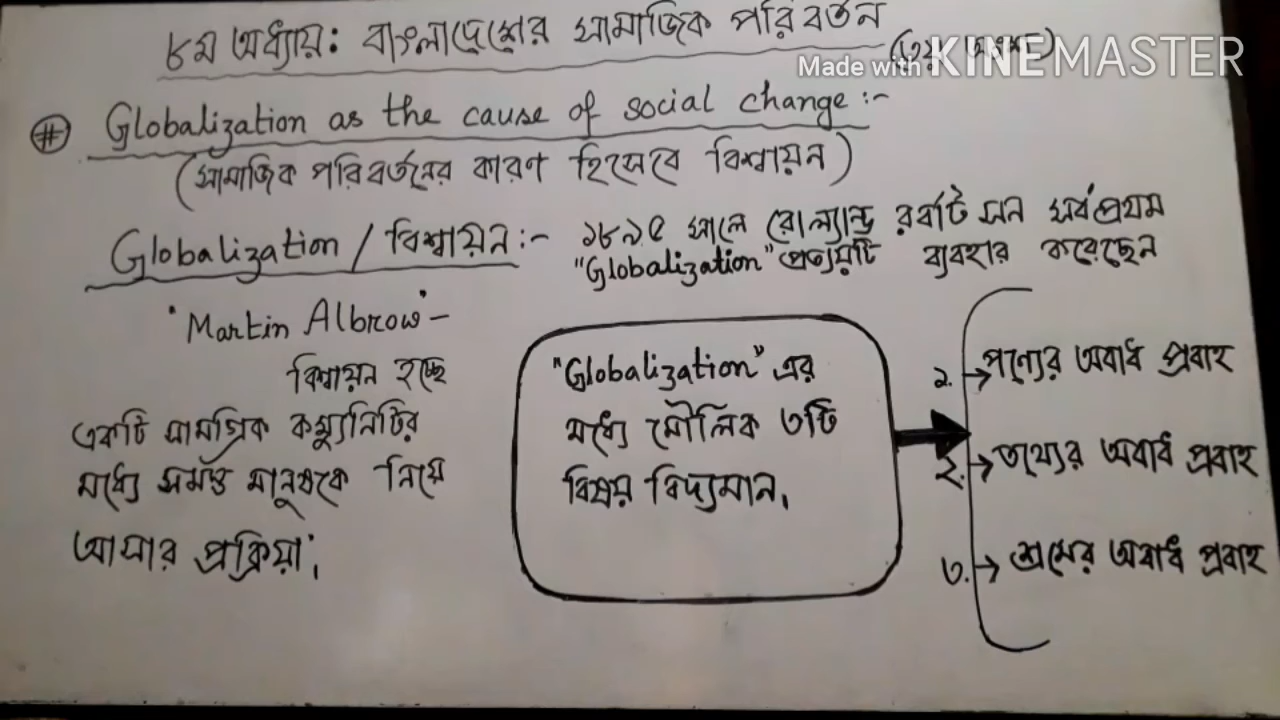 ৮ম অধ্যায়: বাংলাদেশের সামাজিক পরিবর্তন
Made with KINEMASTER
# Globalization as the cause of social change:-
(সামাজিক পরিবর্তনের কারণ হিসেবে বিশ্বায়ন)
Globalization / বিশ্বায়ন:- ১৮৯৫ সালে রোল্যান্ড রবার্ট সন সর্বপ্রথম
"Globalization" প্রত্যয়টি ব্যবহার করেছেন
'Martin Albrow' -
বিশ্বায়ন হচ্ছে
একটি সামগ্রিক কম্যুনিটির
মধ্যে সমস্ত মানুষকে নিয়ে
আসার প্রক্রিয়া।
"Globalization" এর
মধ্যে মৌলিক ৩টি
বিষয় বিদ্যমান।
১. → পণ্যের অবাধ প্রবাহ
২. → তথ্যের অবাধ প্রবাহ
৩. → শ্রমের অবাধ প্রবাহ